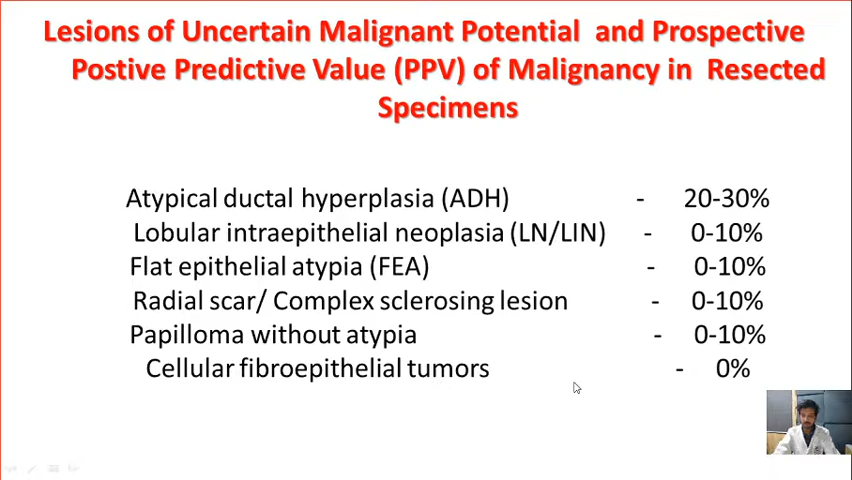 Lesions of Uncertain Malignant Potential and Prospective
Postive Predictive Value (PPV) of Malignancy in Resected
Specimens
Atypical ductal hyperplasia (ADH) - 20-30%
Lobular intraepithelial neoplasia (LN/LIN) - 0-10%
Flat epithelial atypia (FEA) - 0-10%
Radial scar/ Complex sclerosing lesion - 0-10%
Papilloma without atypia - 0-10%
Cellular fibroepithelial tumors - 0%